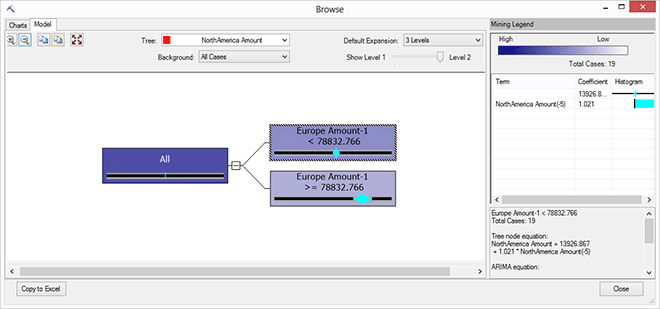 Browse
Charts
Model
Tree:
NorthAmerica Amount
Default Expansion:
3 Levels
Background:
All Cases
Show Level 1
Level 2
All
Europe Amount-1
< 78832.766
Europe Amount-1
>= 78832.766
Mining Legend
High
Low
Total Cases: 19
Term
Coefficient
Histogram
13926.8...
NorthAmerica Amount(-5)
1.021
Europe Amount-1 < 78832.766
Total Cases: 19
Tree node equation:
NorthAmerica Amount = 13926.867
+ 1.021 * NorthAmerica Amount(-5)
ARIMA equation:
Copy to Excel
Close